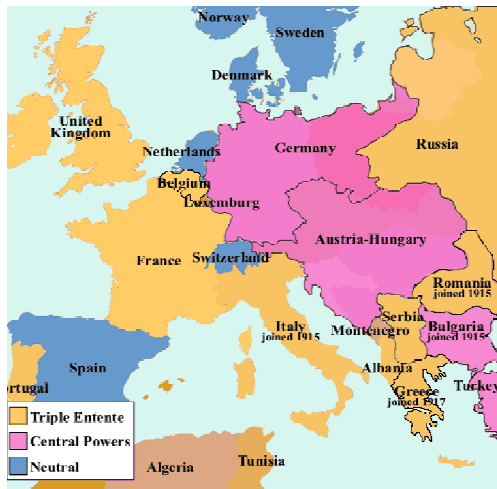 Norway
Sweden
Denmark
United
Kingdom
Netherlands
Germany
Russia
Belgium
Luxemburg
Austria-Hungary
France
Switzerland
Romania
joined 1915
Serbia
Italy
joined 1915
Montenegro
Bulgaria
joined 1915
Spain
Albania
Greece
joined 1917
Turkey
ortugal
Triple Entente
Central Powers
Neutral
Algeria
Tunisia